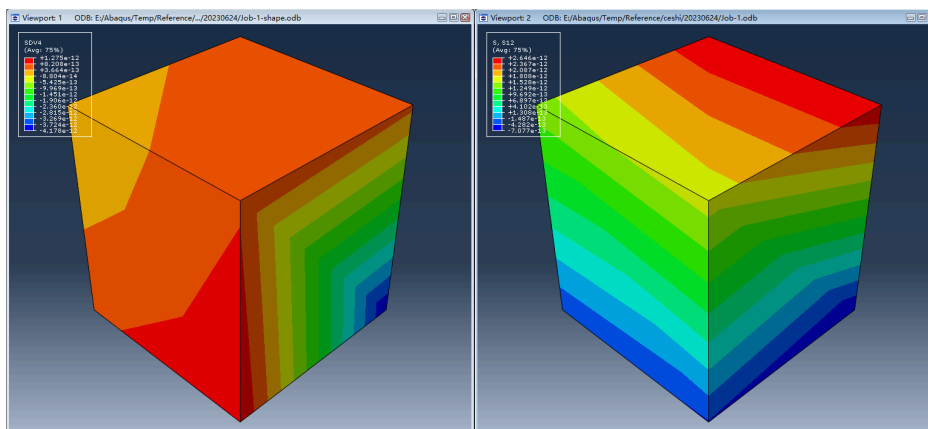 Viewport: 1 ODB: E:/Abaqus/Temp/Reference/.../20230624/Job-1-shape.odb
SDV4
(Avg: 75%)
+1.275e-12
+8.208e-13
+3.664e-13
-8.804e-14
-5.425e-13
-9.969e-13
-1.451e-12
-1.906e-12
-2.360e-12
-2.815e-12
-3.269e-12
-3.724e-12
-4.178e-12
Viewport: 2 ODB: E:/Abaqus/Temp/Reference/ceshi/20230624/Job-1.odb
S, S12
(Avg: 75%)
+2.646e-12
+2.367e-12
+2.087e-12
+1.808e-12
+1.528e-12
+1.249e-12
+9.692e-13
+6.897e-13
+4.102e-13
+1.308e-13
-1.487e-13
-4.282e-13
-7.077e-13